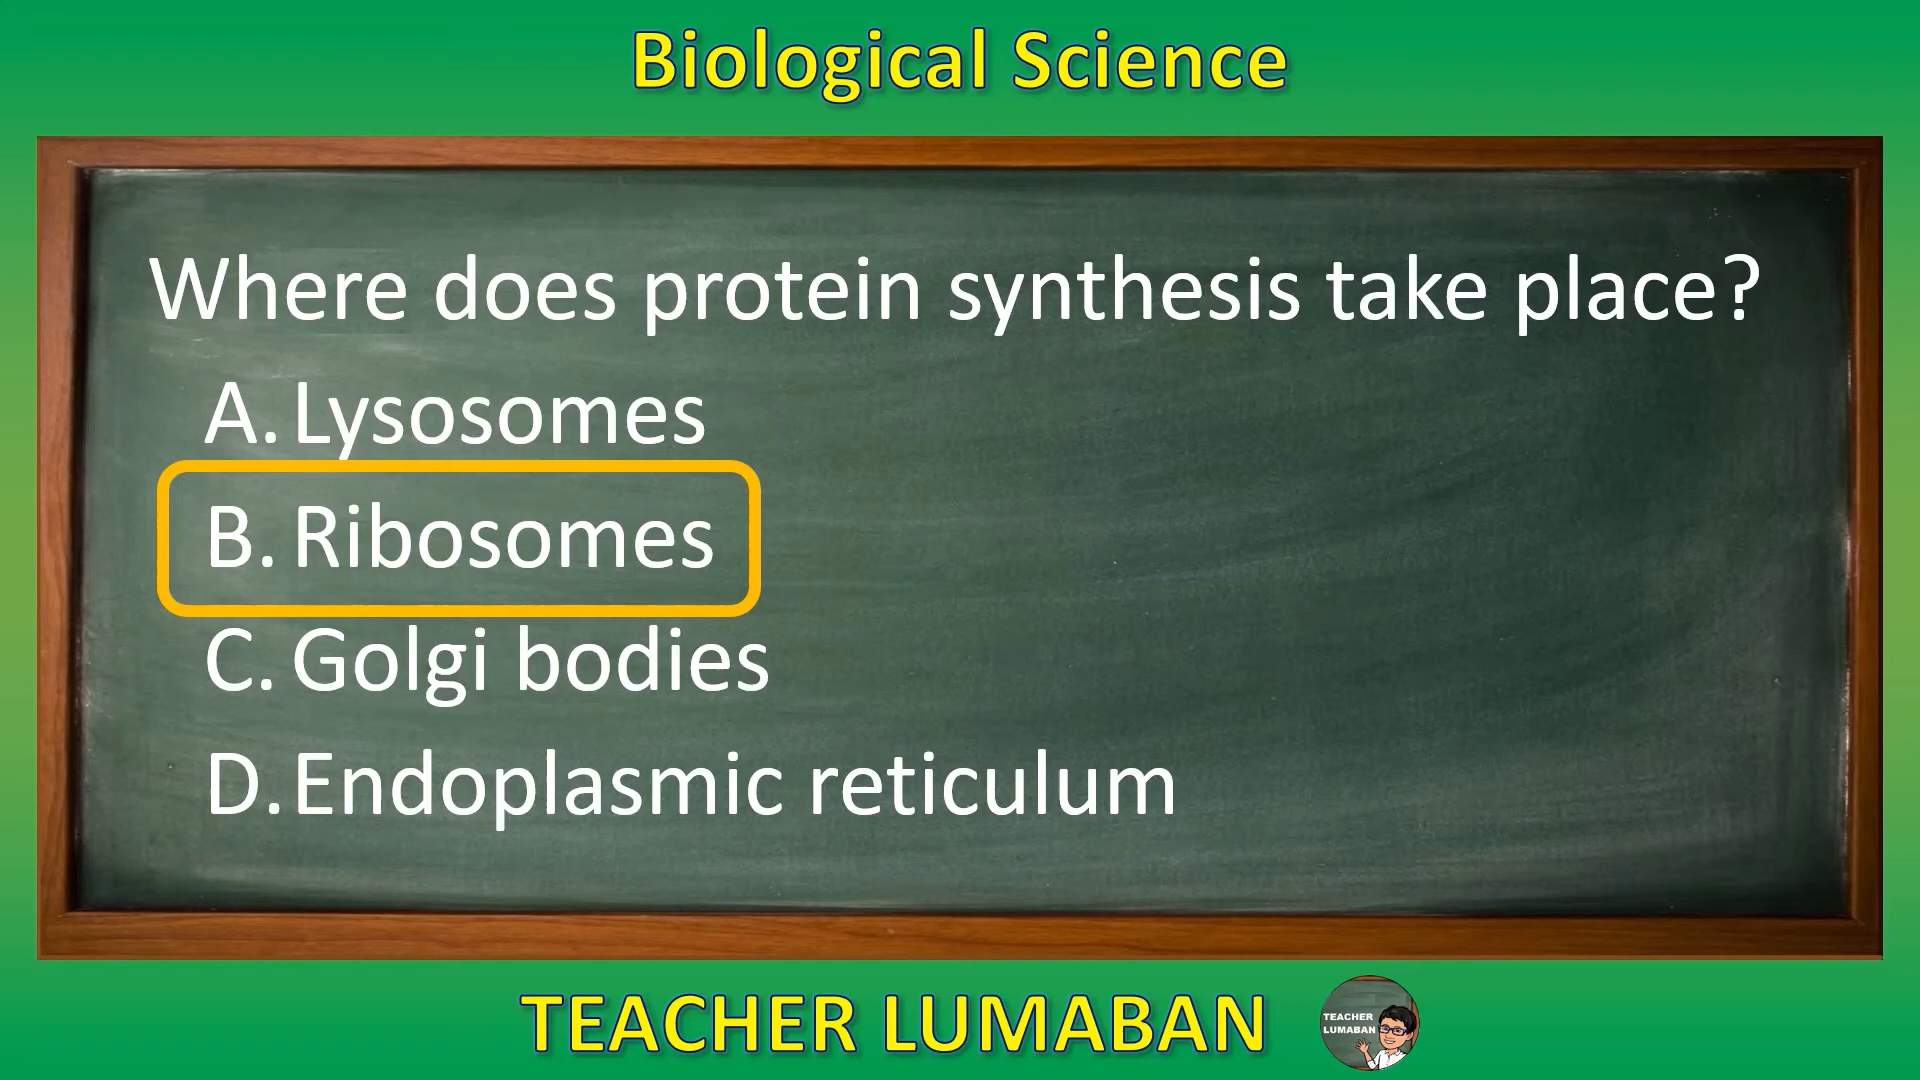 Biological Science
Where does protein synthesis take place?
A. Lysosomes
B. Ribosomes
C. Golgi bodies
D. Endoplasmic reticulum
TEACHER LUMABAN
TEACHER
LUMABAN